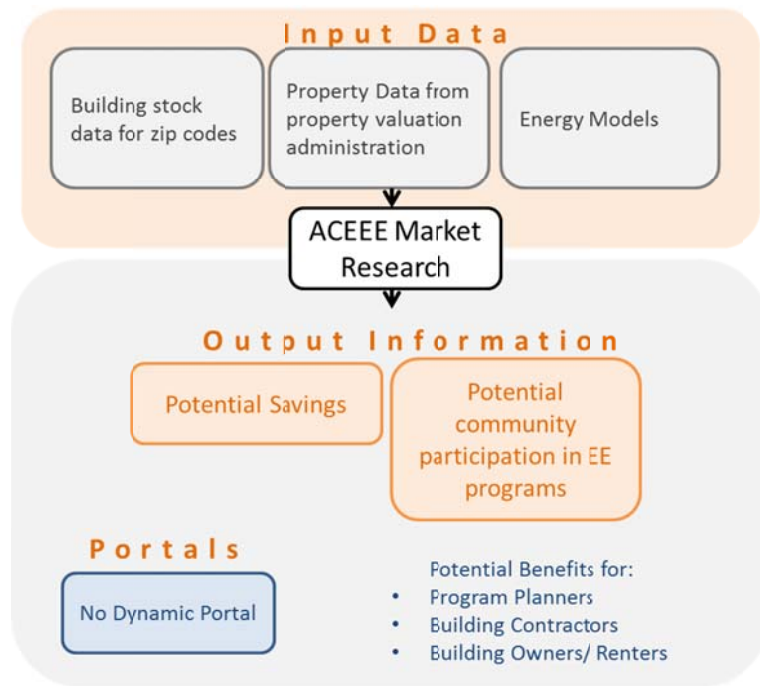 Input Data
Building stock
data for zip codes
Property Data from
property valuation
administration
Energy Models
ACEEE Market
Research
Output Information
Potential Savings
Potential
community
participation in EE
programs
Portals
No Dynamic Portal
Potential Benefits for:
• Program Planners
• Building Contractors
• Building Owners/ Renters